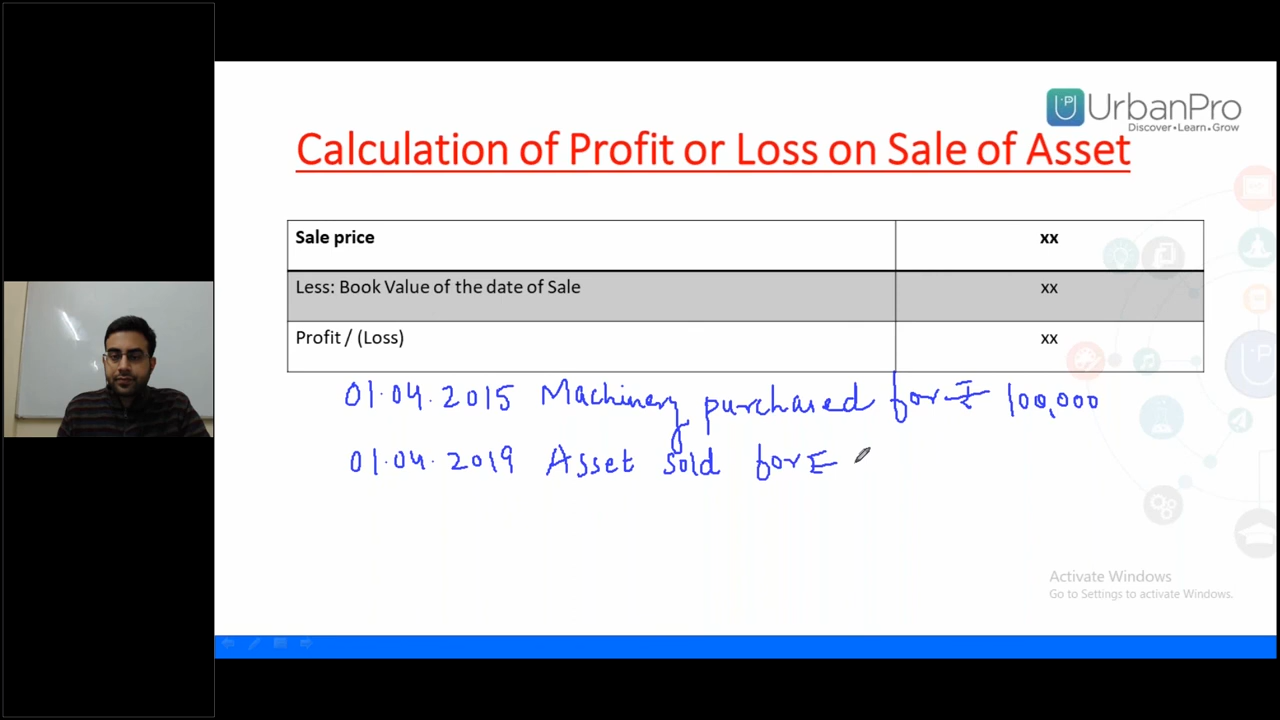 UrbanPro
Discover • Learn • Grow
Calculation of Profit or Loss on Sale of Asset
Sale price xx
Less: Book Value of the date of Sale xx
Profit / (Loss) xx
01.04.2015 Machinery purchased for ₹ 100,000
01.04.2019 Asset sold for ₹
Activate Windows
Go to Settings to activate Windows.